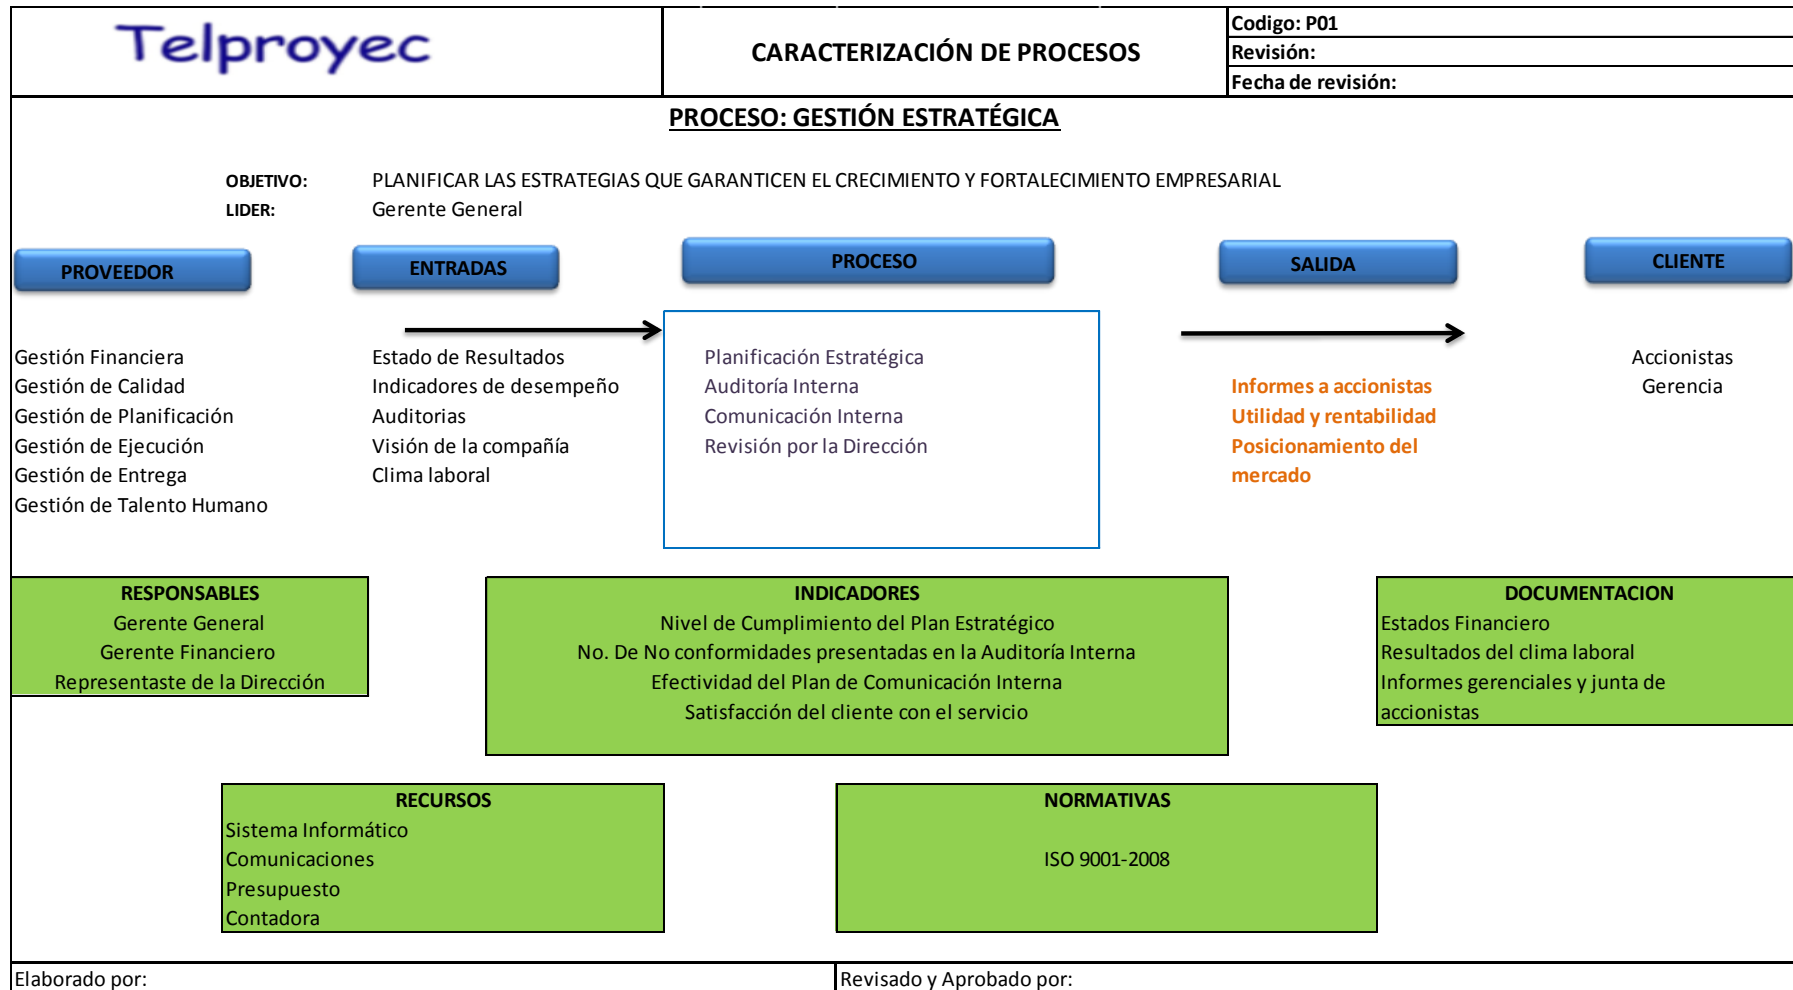 Telproyec
CARACTERIZACIÓN DE PROCESOS
Codigo: P01
Revisión:
Fecha de revisión:
PROCESO: GESTIÓN ESTRATÉGICA
OBJETIVO: PLANIFICAR LAS ESTRATEGIAS QUE GARANTICEN EL CRECIMIENTO Y FORTALECIMIENTO EMPRESARIAL
LIDER: Gerente General
PROVEEDOR
Gestión Financiera
Gestión de Calidad
Gestión de Planificación
Gestión de Ejecución
Gestión de Entrega
Gestión de Talento Humano
ENTRADAS
Estado de Resultados
Indicadores de desempeño
Auditorias
Visión de la compañía
Clima laboral
PROCESO
Planificación Estratégica
Auditoría Interna
Comunicación Interna
Revisión por la Dirección
SALIDA
Informes a accionistas
Utilidad y rentabilidad
Posicionamiento del
mercado
CLIENTE
Accionistas
Gerencia
RESPONSABLES
Gerente General
Gerente Financiero
Representaste de la Dirección
INDICADORES
Nivel de Cumplimiento del Plan Estratégico
No. De No conformidades presentadas en la Auditoría Interna
Efectividad del Plan de Comunicación Interna
Satisfacción del cliente con el servicio
DOCUMENTACION
Estados Financiero
Resultados del clima laboral
Informes gerenciales y junta de
accionistas
RECURSOS
Sistema Informático
Comunicaciones
Presupuesto
Contadora
NORMATIVAS
ISO 9001-2008
Elaborado por:
Revisado y Aprobado por: